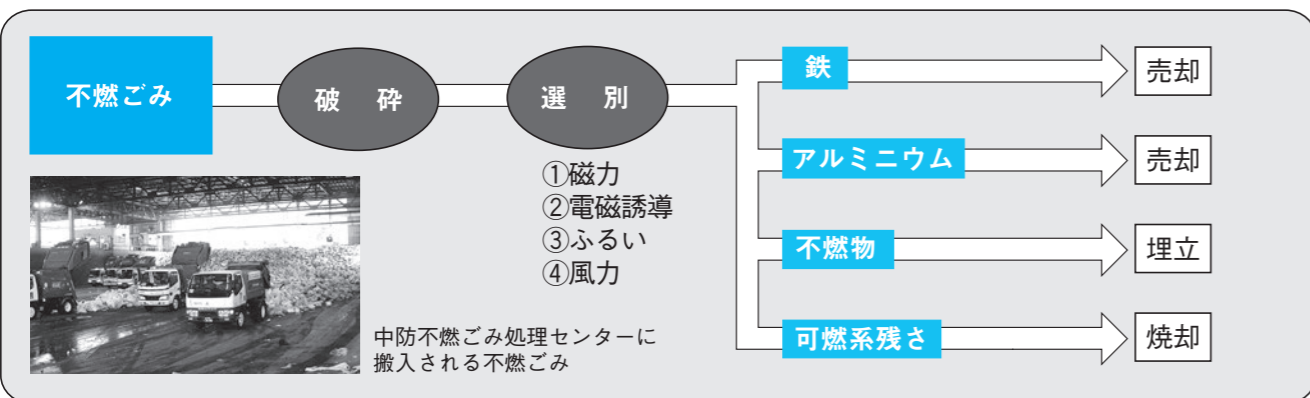 不燃ごみ
破　砕
選　別
①磁力
②電磁誘導
③ふるい
④風力
鉄
売却
アルミニウム
売却
不燃物
埋立
可燃系残さ
焼却
中防不燃ごみ処理センターに
搬入される不燃ごみ